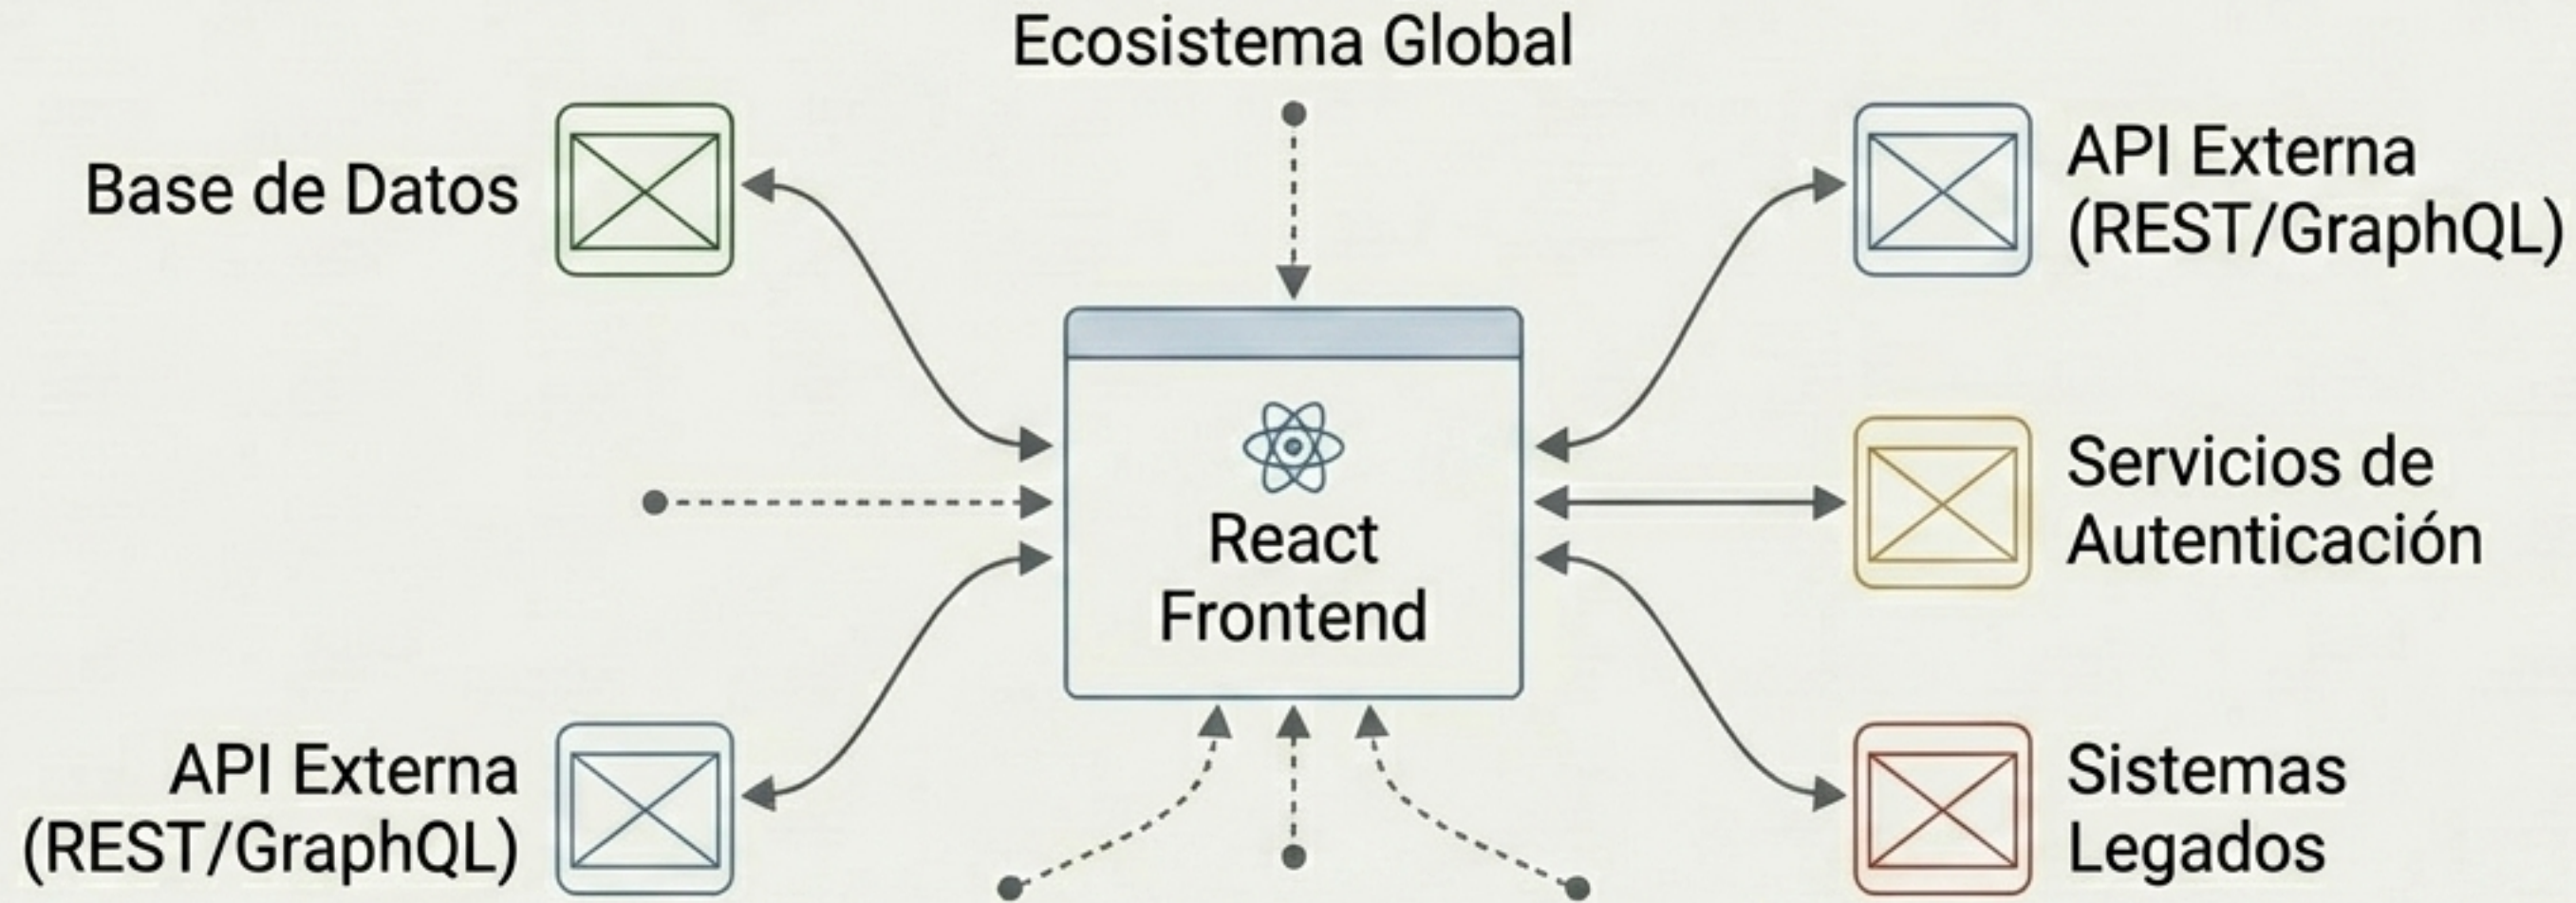 Ecosistema Global
Base de Datos
API Externa
(REST/GraphQL)
React
Frontend
Servicios de
Autenticación
API Externa
(REST/GraphQL)
Sistemas
Legados